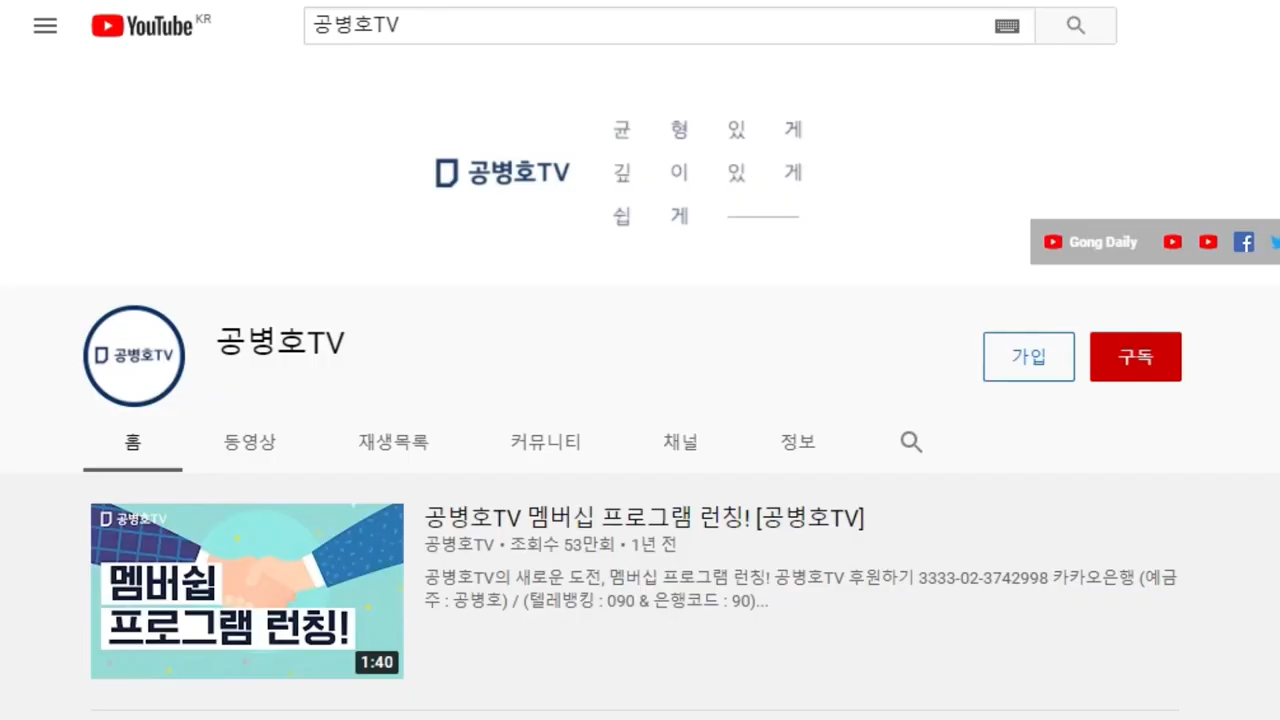 YouTube KR
공병호TV
균 형 있 게
공병호TV
깊 이 있 게
쉽 게
Gong Daily
공병호TV
공병호TV
가입
구독
홈 동영상 재생목록 커뮤니티 채널 정보
공병호TV
멤버쉽
프로그램 런칭!
1:40
공병호TV 멤버십 프로그램 런칭! [공병호TV]
공병호TV • 조회수 53만회 • 1년 전
공병호TV의 새로운 도전, 멤버십 프로그램 런칭! 공병호TV 후원하기 3333-02-3742998 카카오은행 (예금
주 : 공병호) / (텔레뱅킹 : 090 & 은행코드 : 90)...